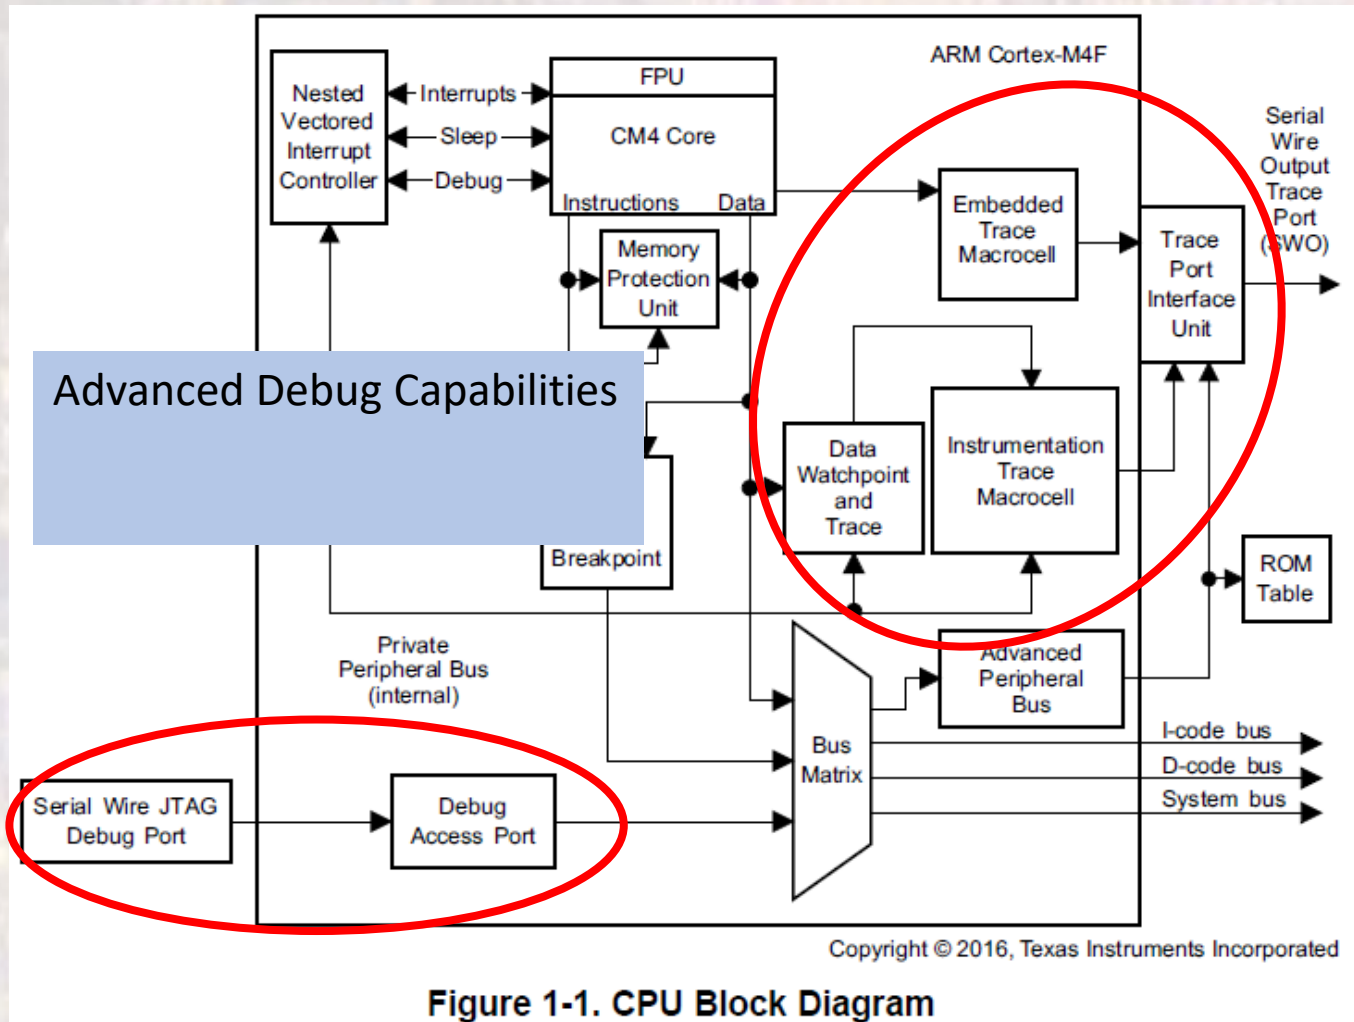 ARM Cortex-M4F
FPU
CM4 Core
Instructions Data
Nested
Vectored
Interrupt
Controller
Interrupts
Sleep
Debug
Memory
Protection
Unit
Embedded
Trace
Macrocell
Trace
Port
Interface
Unit
Serial
Wire
Output
Trace
Port
(SWO)
Advanced Debug Capabilities
Data
Watchpoint
and
Trace
Instrumentation
Trace
Macrocell
Breakpoint
ROM
Table
Private
Peripheral Bus
(internal)
Advanced
Peripheral
Bus
Bus
Matrix
I-code bus
D-code bus
System bus
Serial Wire JTAG
Debug Port
Debug
Access Port
Copyright © 2016, Texas Instruments Incorporated
Figure 1-1. CPU Block Diagram